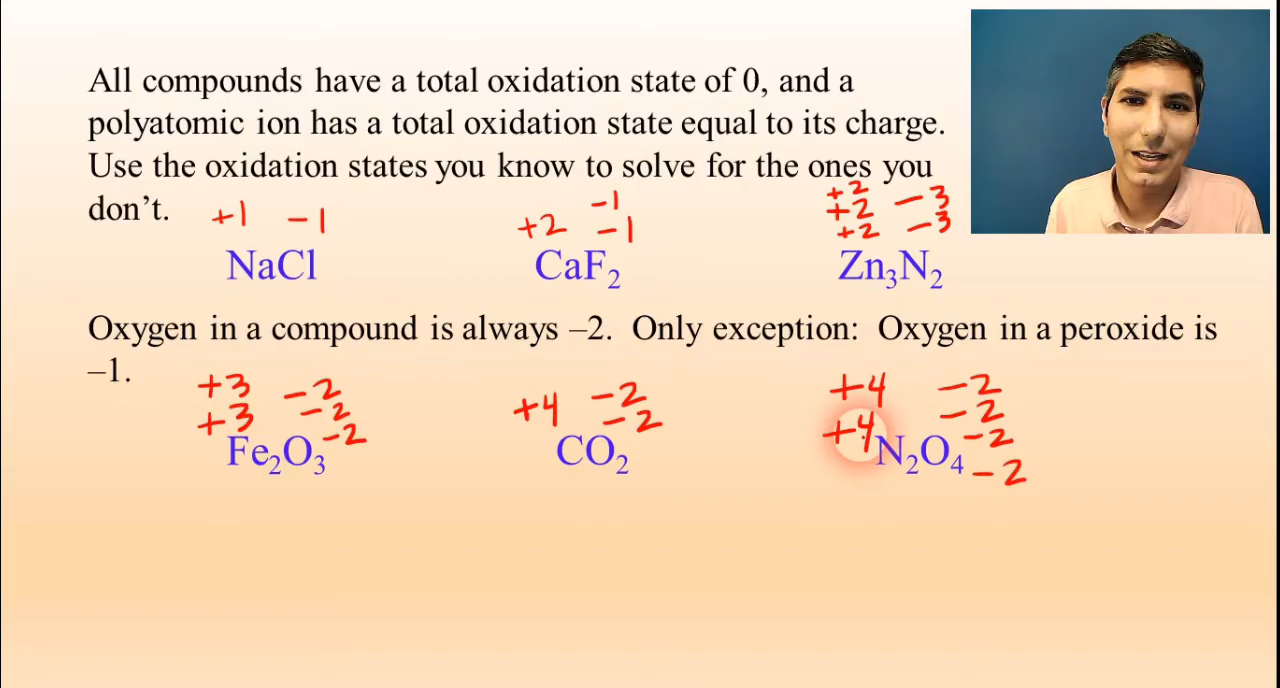 All compounds have a total oxidation state of 0, and a
polyatomic ion has a total oxidation state equal to its charge.
Use the oxidation states you know to solve for the ones you
don’t.
+1 −1
−1
+2 −1
+2
+2 −3
+2 −3
NaCl CaF₂ Zn₃N₂
Oxygen in a compound is always –2. Only exception: Oxygen in a peroxide is
–1.
+3 −2
+3 −2
−2
+4 −2
−2
+4 −2
−2
+4 −2
−2
Fe₂O₃ CO₂ N₂O₄